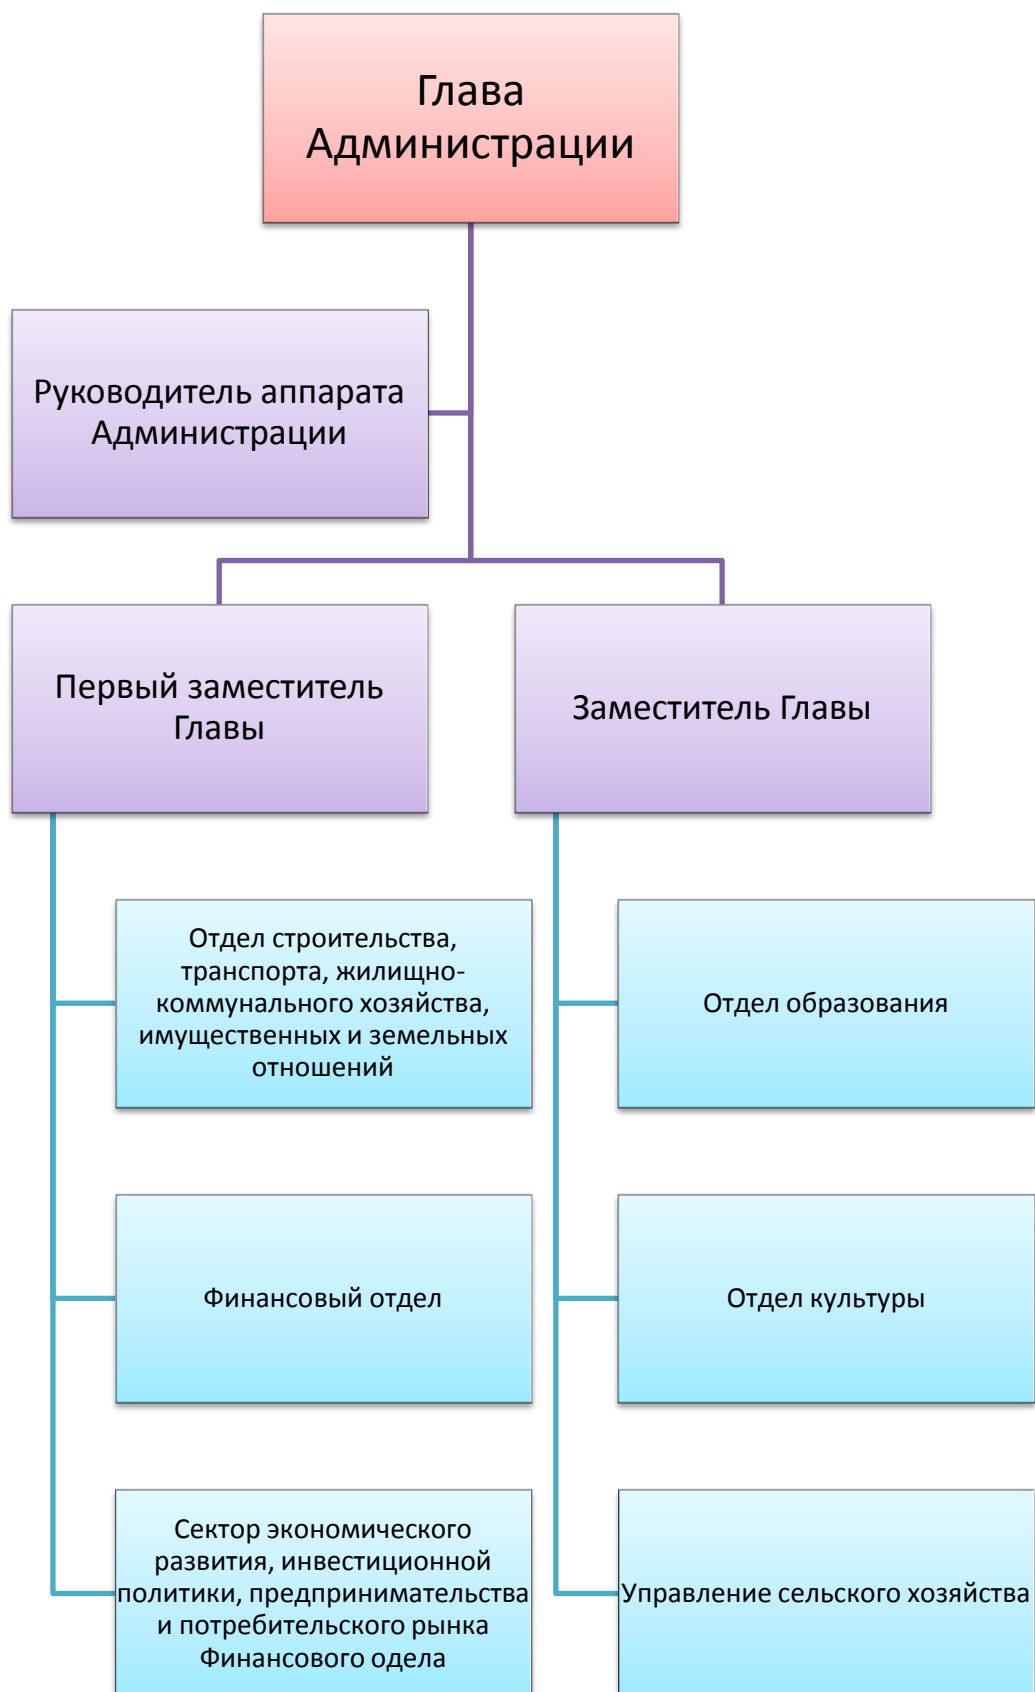 Глава
Администрации
Руководитель аппарата
Администрации
Первый заместитель
Главы
Заместитель Главы
Отдел строительства,
транспорта, жилищно-
коммунального хозяйства,
имущественных и земельных
отношений
Отдел образования
Финансовый отдел
Отдел культуры
Сектор экономического
развития, инвестиционной
политики, предпринимательства
и потребительского рынка
Финансового одела
Управление сельского хозяйства